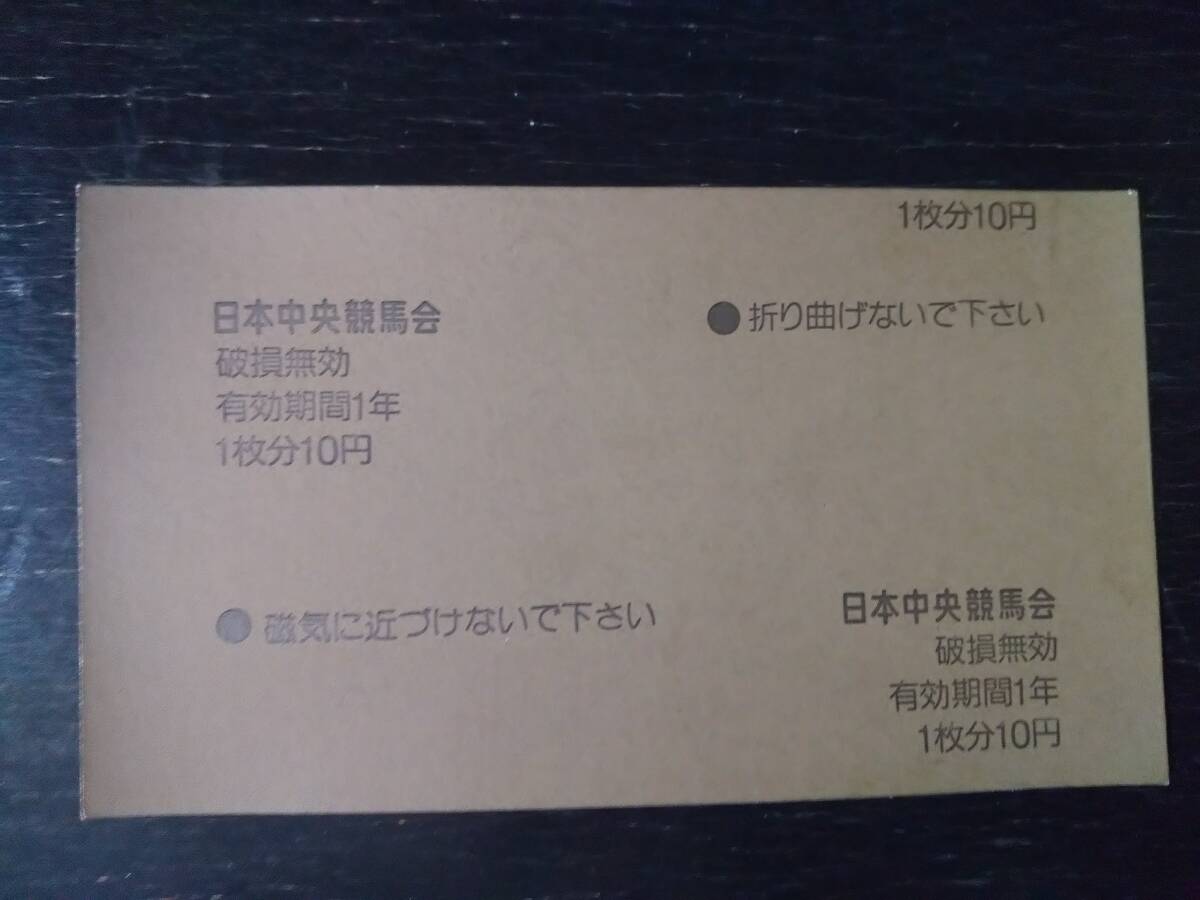 1枚分10円
日本中央競馬会
破損無効
有効期間1年
1枚分10円
●折り曲げないで下さい
●磁気に近づけないで下さい
日本中央競馬会
破損無効
有効期間1年
1枚分10円